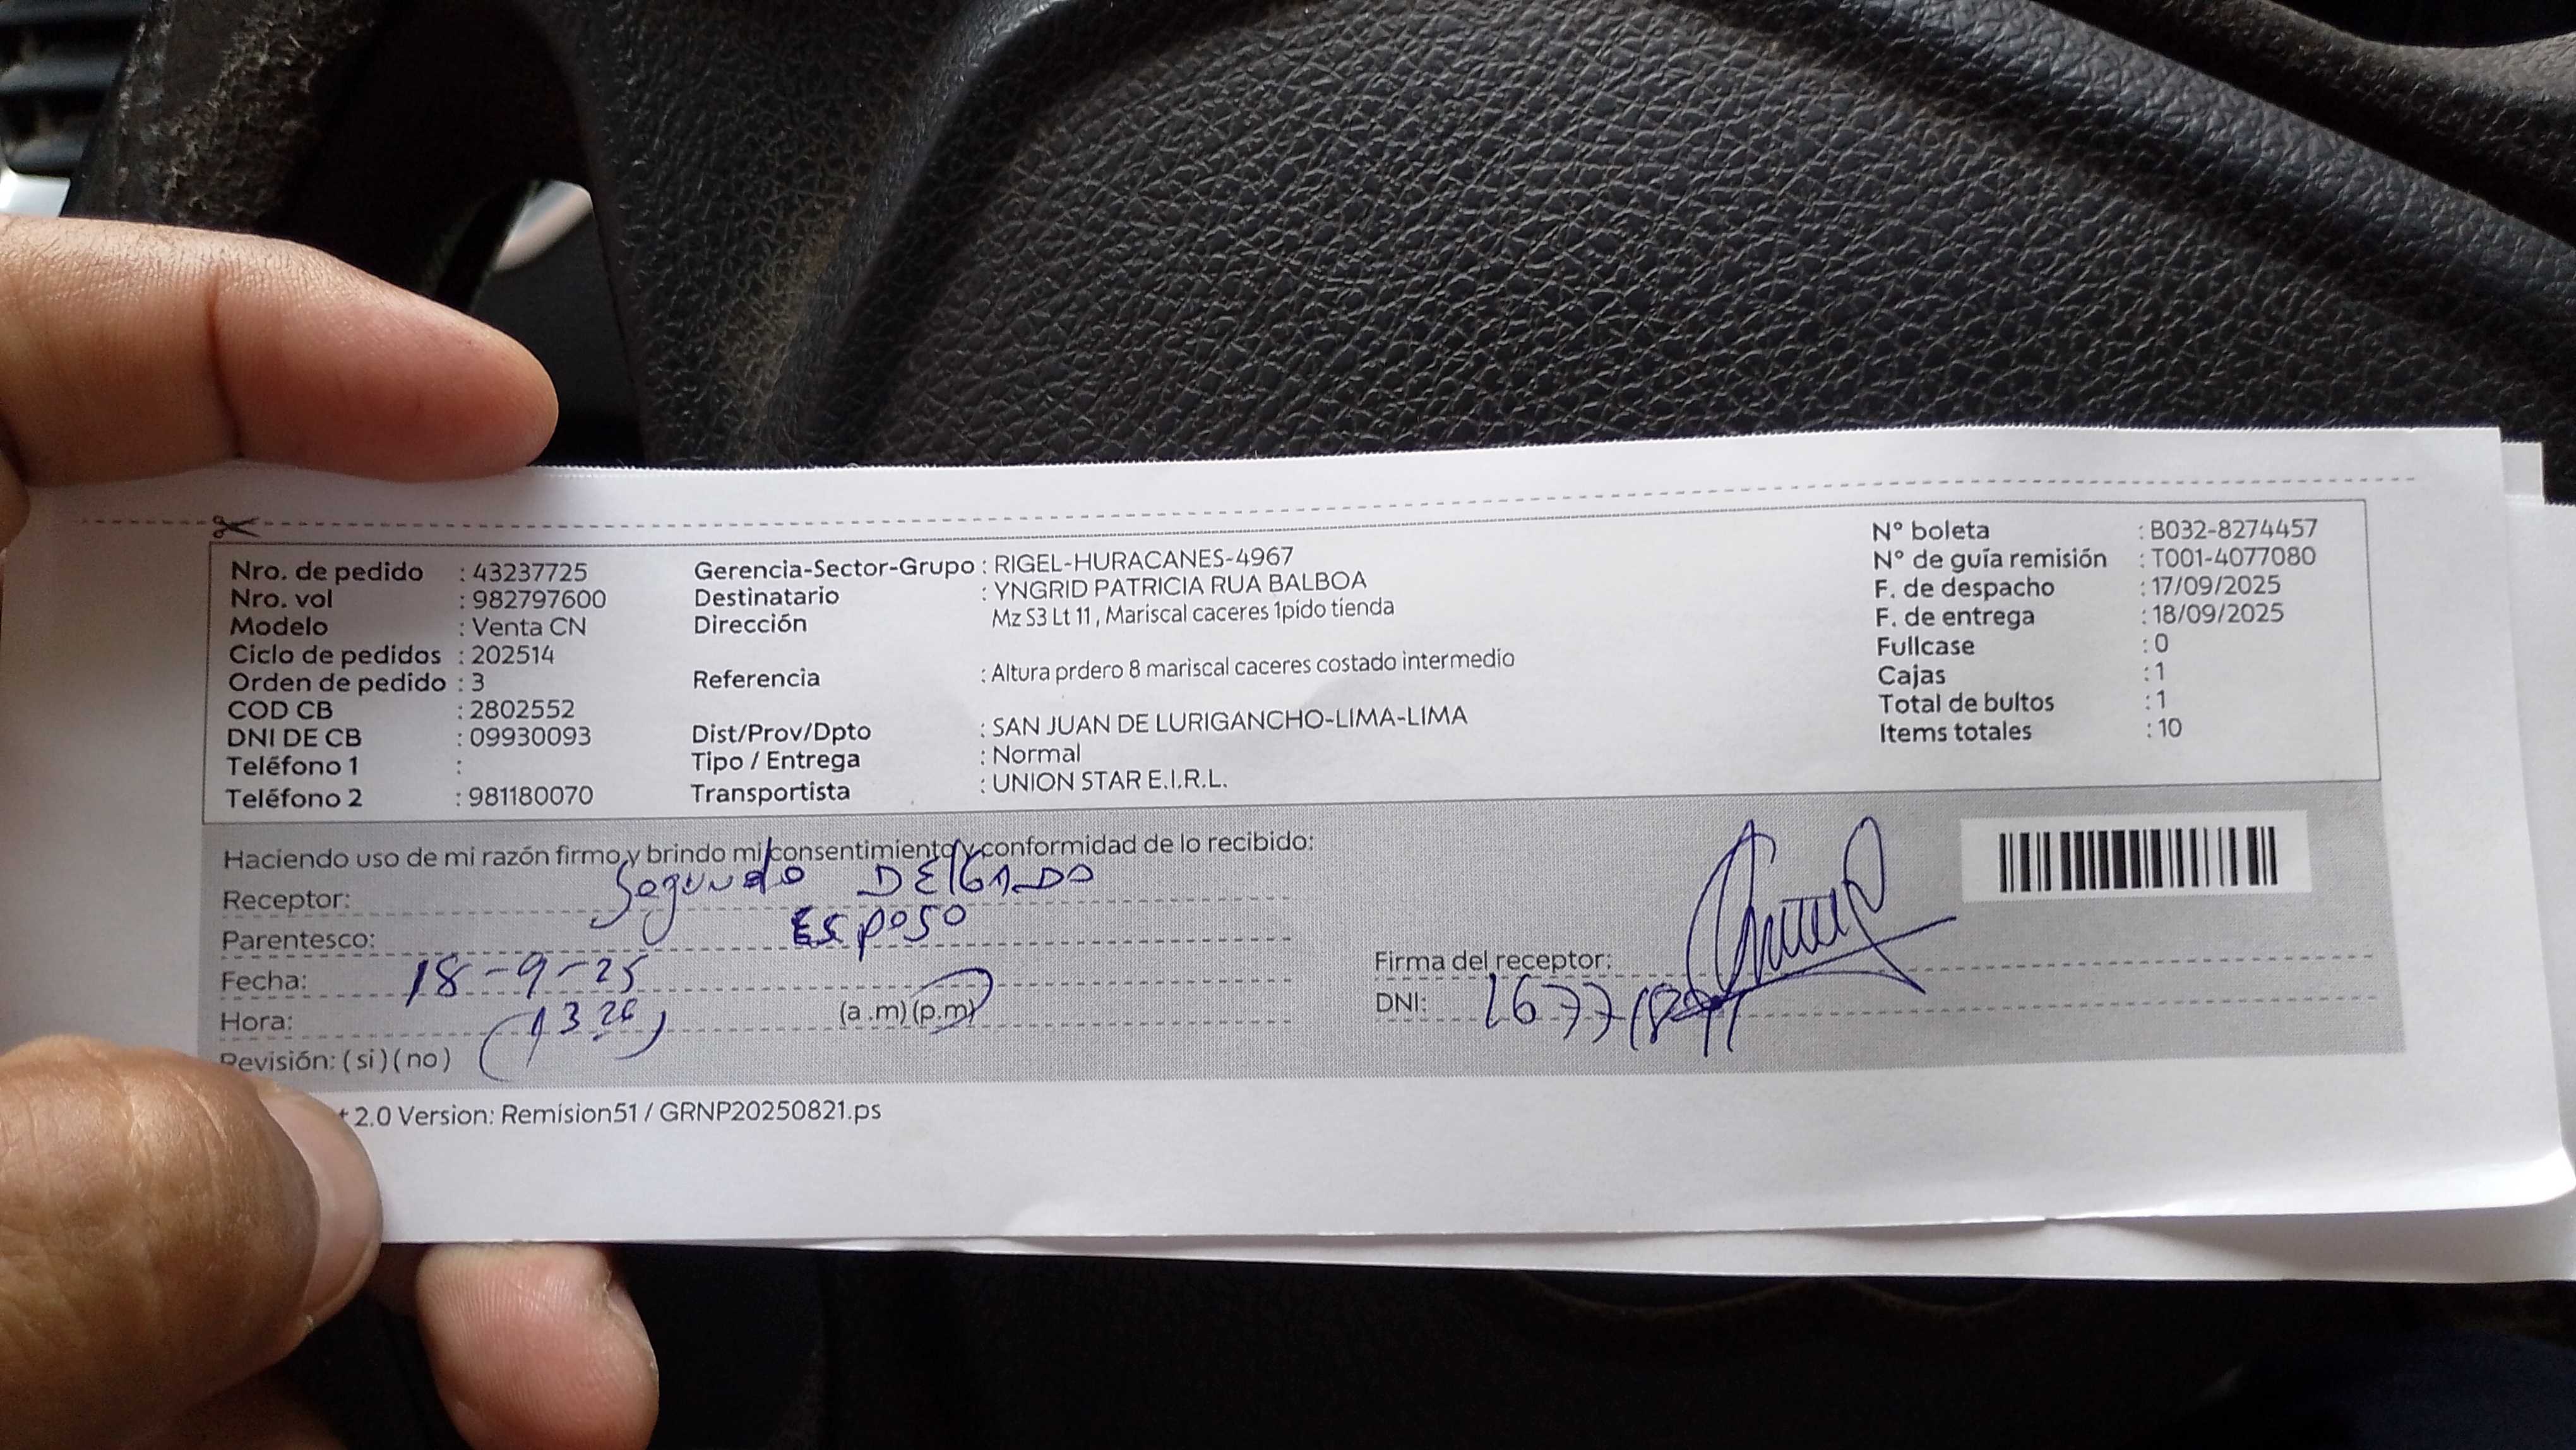 Nro. de pedido : 43237725
Nro. vol : 982797600
Modelo : Venta CN
Ciclo de pedidos : 202514
Orden de pedido : 3
COD CB : 2802552
DNI DE CB : 09930093
Teléfono 1 :
Teléfono 2 : 981180070
Gerencia-Sector-Grupo : RIGEL-HURACANES-4967
Destinatario : YNGRID PATRICIA RUA BALBOA
Dirección Mz S3 Lt 11 , Mariscal caceres 1pido tienda
Referencia : Altura prdero 8 mariscal caceres costado intermedio
Dist/Prov/Dpto : SAN JUAN DE LURIGANCHO-LIMA-LIMA
Tipo / Entrega : Normal
Transportista : UNION STAR E.I.R.L.
N° boleta : B032-8274457
N° de guía remisión : T001-4077080
F. de despacho : 17/09/2025
F. de entrega : 18/09/2025
Fullcase : 0
Cajas : 1
Total de bultos : 1
Items totales : 10
Haciendo uso de mi razón firmo y brindo mi consentimiento y conformidad de lo recibido:
Receptor: Segundo DElGADO
Parentesco: Esposo
Fecha: 18-9-25
Hora: (13 26) (a .m) (p.m)
Revisión: ( si ) ( no )
Firma del receptor:
DNI:
2.0 Version: Remision51 / GRNP20250821.ps